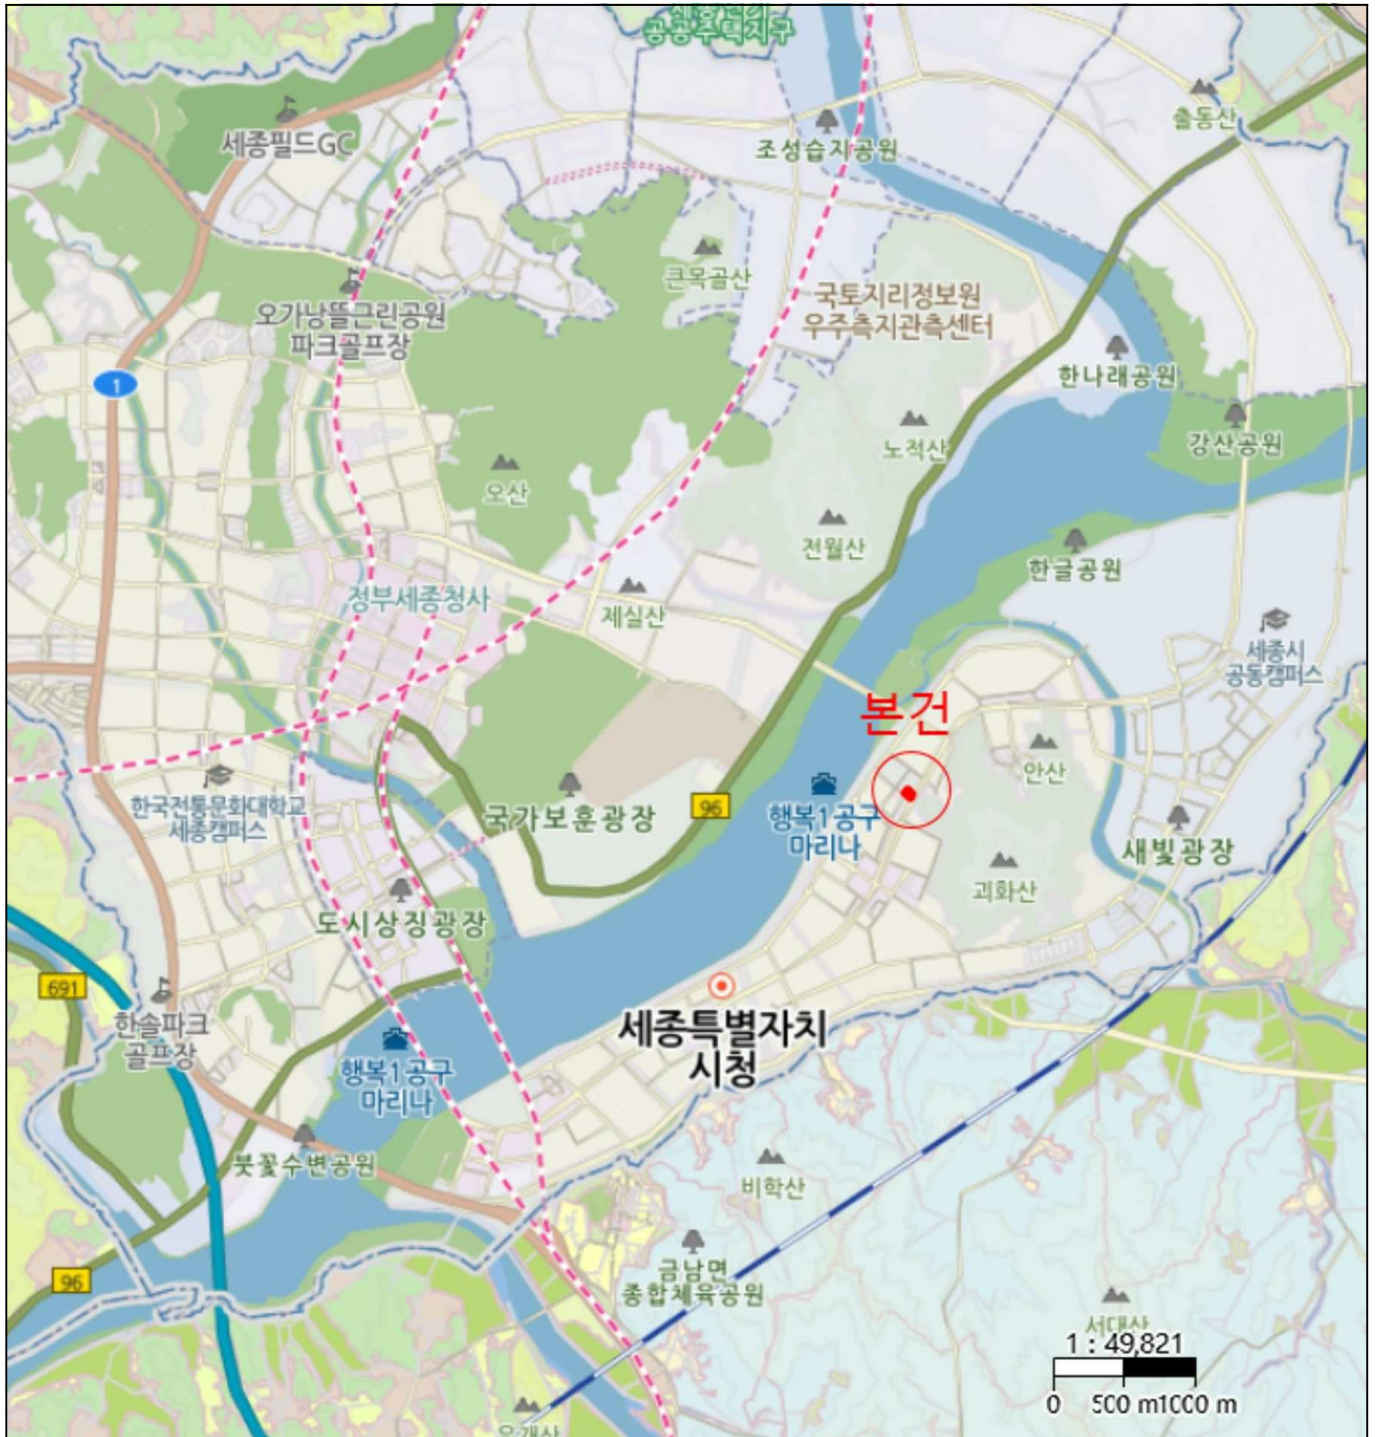 공공주택지구
출동산
세종필드GC
조성습지공원
큰목골산
국토지리정보원
우주측지관측센터
오가낭뜰근린공원
파크골프장
1
한나래공원
노적산
강산공원
오산
전월산
한글공원
정부세종청사
제실산
세종시
공동캠퍼스
본건
안산
한국전통문화대학교
세종캠퍼스
국가보훈광장
96
행복1공구
마리나
새빛광장
괴화산
도시상징광장
691
한솔파크
골프장
세종특별자치
시청
행복1공구
마리나
붓꽃수변공원
비학산
96
금남면
종합체육공원
서대산
1 : 49,821
0 500 m 1000 m